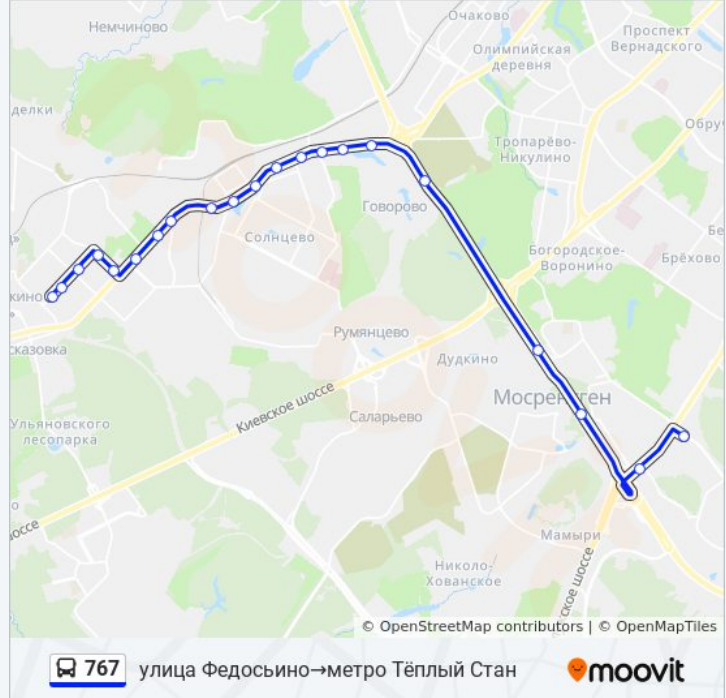 Немчиново
Очаково
Проспект
Вернадского
Олимпийская
деревня
делки
Обруч
Тропарёво-
Никулино
Говорово
Солнцево
Богородское-
Воронино
Бе
Брёхово
д»
кино
Румянцево
сказовка
Дудкино
Киевское шоссе
Мосрентген
Саларьево
Ульяновского
лесопарка
о
шоссе
Мамыри
Николо-
Хованское
ское шоссе
© OpenStreetMap contributors | © OpenMapTiles
767 улица Федосьино→метро Тёплый Стан
moovit